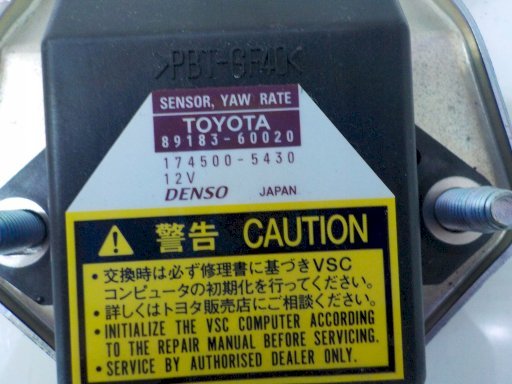 >PBT-GF40<
SENSOR, YAW RATE
TOYOTA
89183-60020
174500-5430
12V
DENSO JAPAN
警告 CAUTION
・交換時は必ず修理書に基づきVSC
コンピュータの初期化を行ってください。
・詳しくはトヨタ販売店にご相談ください。
・INITIALIZE THE VSC COMPUTER ACCORDING
TO THE REPAIR MANUAL BEFORE SERVICING.
・SERVICE BY AUTHORISED DEALER ONLY.